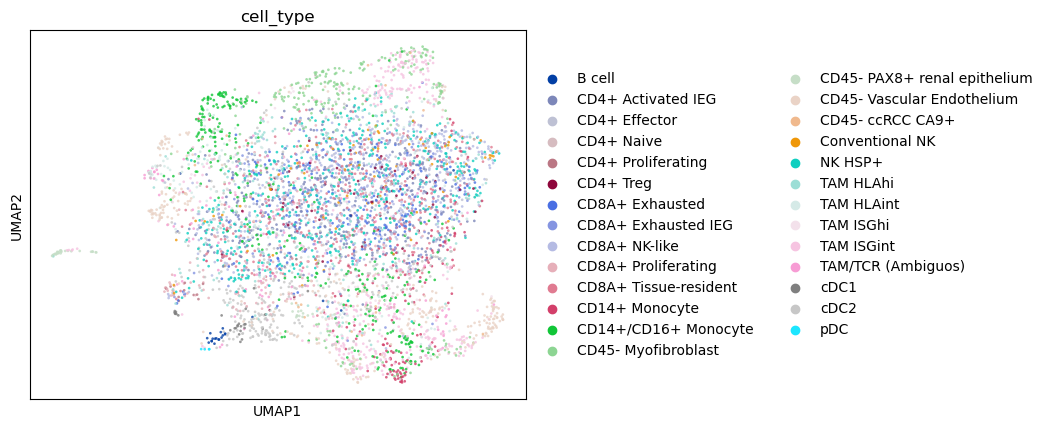 cell_type
UMAP2
UMAP1
B cell
CD4+ Activated IEG
CD4+ Effector
CD4+ Naive
CD4+ Proliferating
CD4+ Treg
CD8A+ Exhausted
CD8A+ Exhausted IEG
CD8A+ NK-like
CD8A+ Proliferating
CD8A+ Tissue-resident
CD14+ Monocyte
CD14+/CD16+ Monocyte
CD45- Myofibroblast
CD45- PAX8+ renal epithelium
CD45- Vascular Endothelium
CD45- ccRCC CA9+
Conventional NK
NK HSP+
TAM HLAhi
TAM HLAint
TAM ISGhi
TAM ISGint
TAM/TCR (Ambiguos)
cDC1
cDC2
pDC